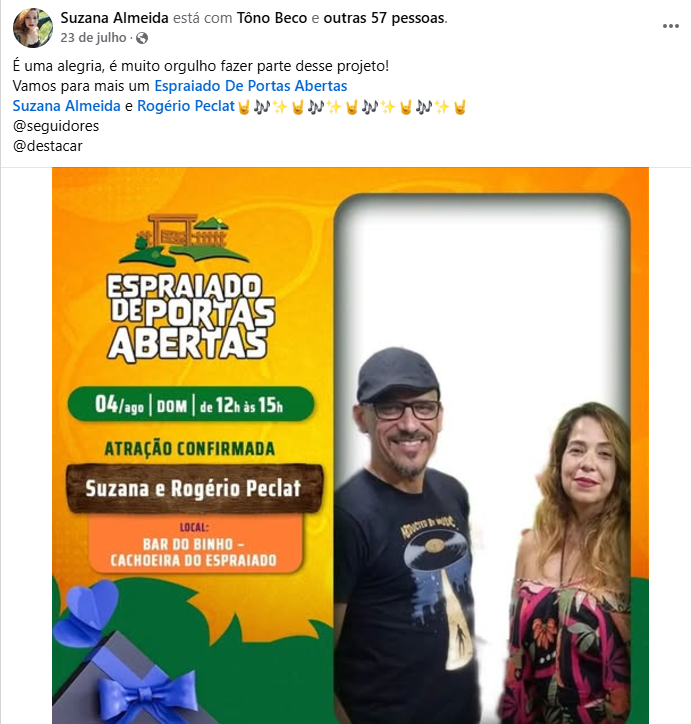 Suzana Almeida está com Tôno Beco e outras 57 pessoas.
23 de julho ·
É uma alegria, é muito orgulho fazer parte desse projeto!
Vamos para mais um Espraiado De Portas Abertas
Suzana Almeida e Rogério Peclat🤘🎶✨🤘🎶✨🤘🎶✨🤘🎶✨🤘
@seguidores
@destacar
ESPRAIADO
DE PORTAS
ABERTAS
04/ago | DOM | de 12h às 15h
ATRAÇÃO CONFIRMADA
Suzana e Rogério Peclat
LOCAL:
BAR DO BINHO –
CACHOEIRA DO ESPRAIADO
ABDUCTED BY MUSIC